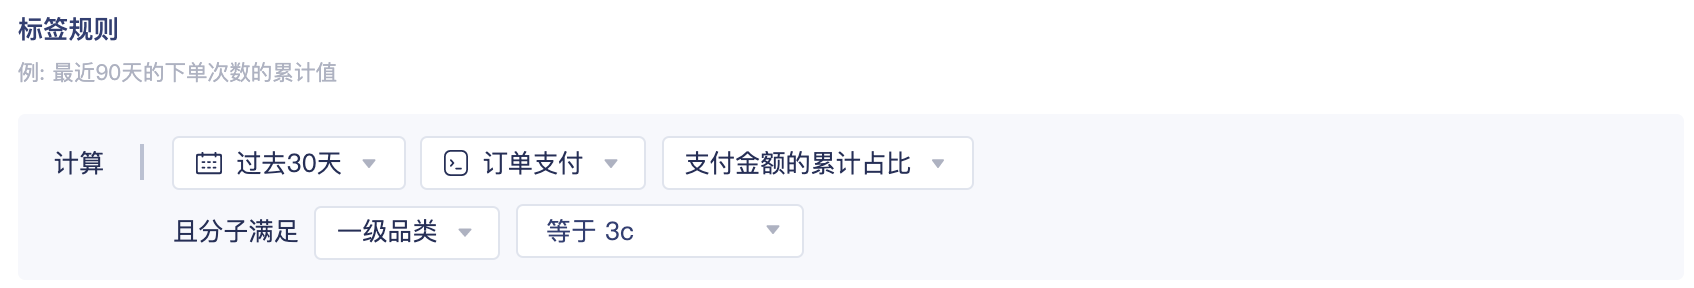 标签规则
例: 最近90天的下单次数的累计值
计算 过去30天 订单支付 支付金额的累计占比
且分子满足 一级品类 等于 3c